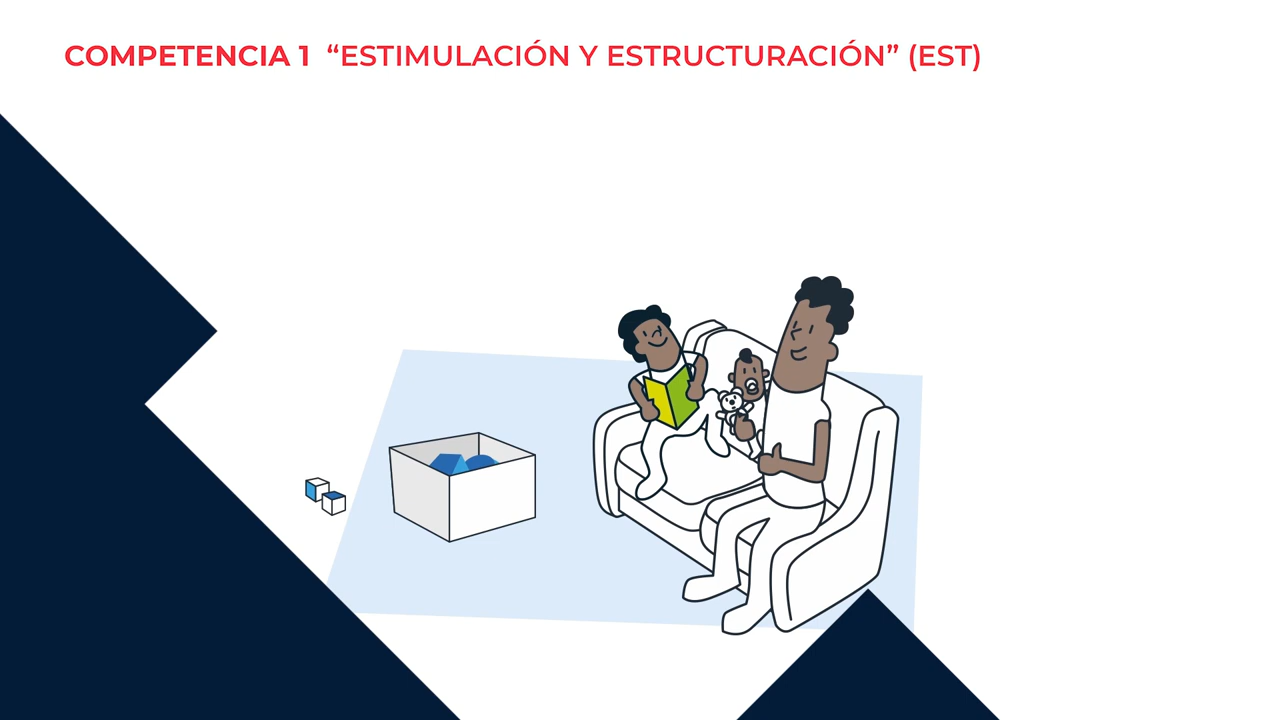 COMPETENCIA 1 “ESTIMULACIÓN Y ESTRUCTURACIÓN” (EST)